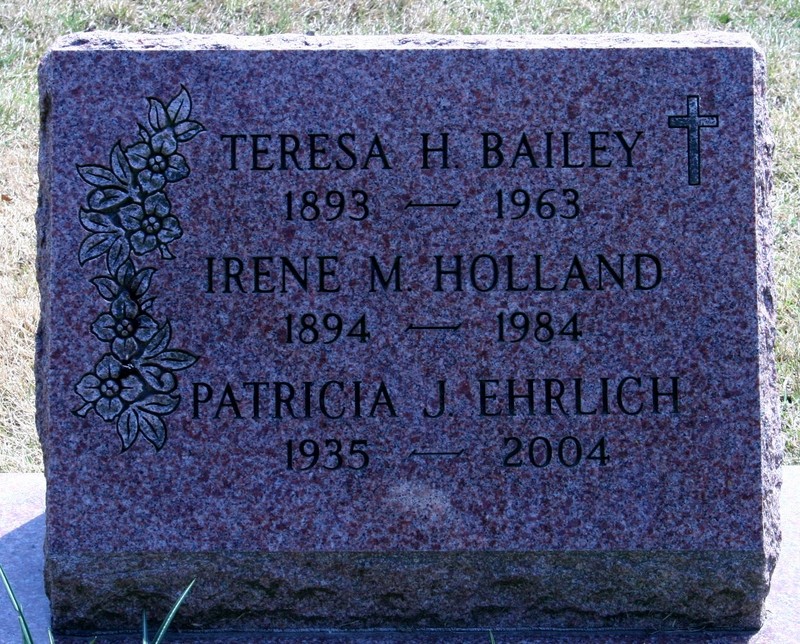 TERESA H. BAILEY
1893 — 1963
IRENE M. HOLLAND
1894 — 1984
PATRICIA J. EHRLICH
1935 — 2004